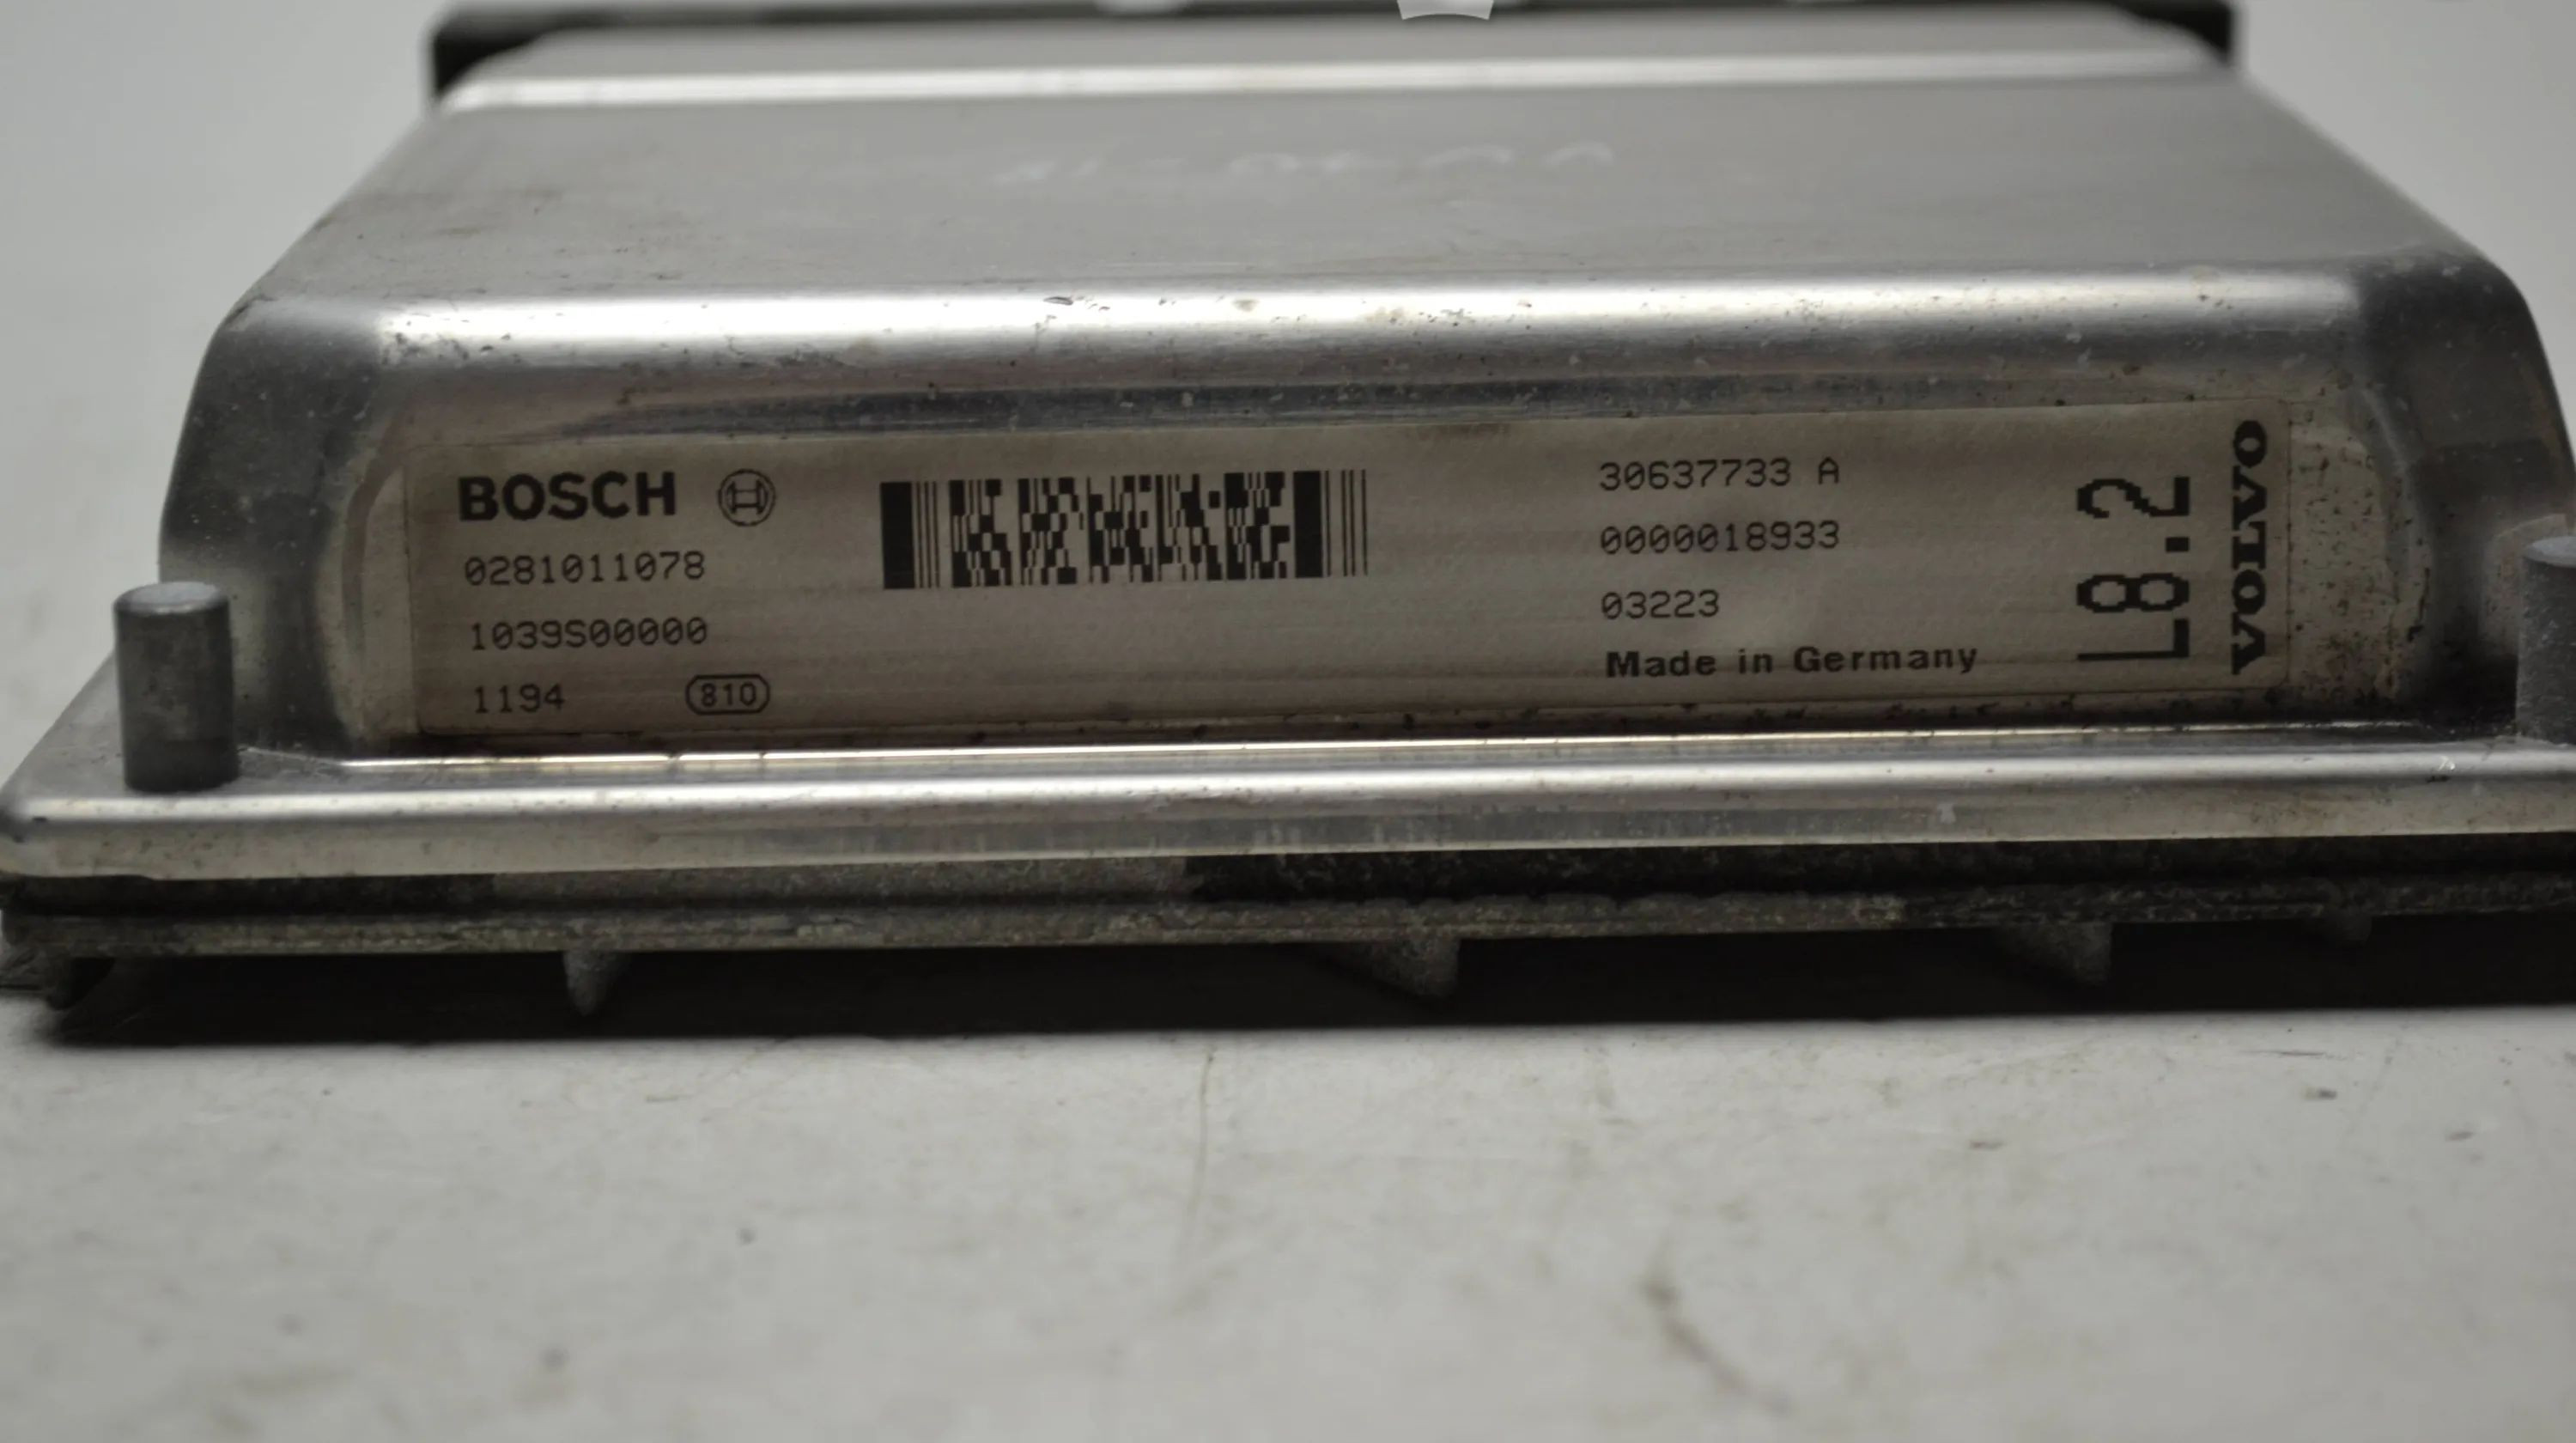 BOSCH
0281011078
1039S00000
1194 810
30637733 A
0000018933
03223
Made in Germany
L8.2
VOLVO